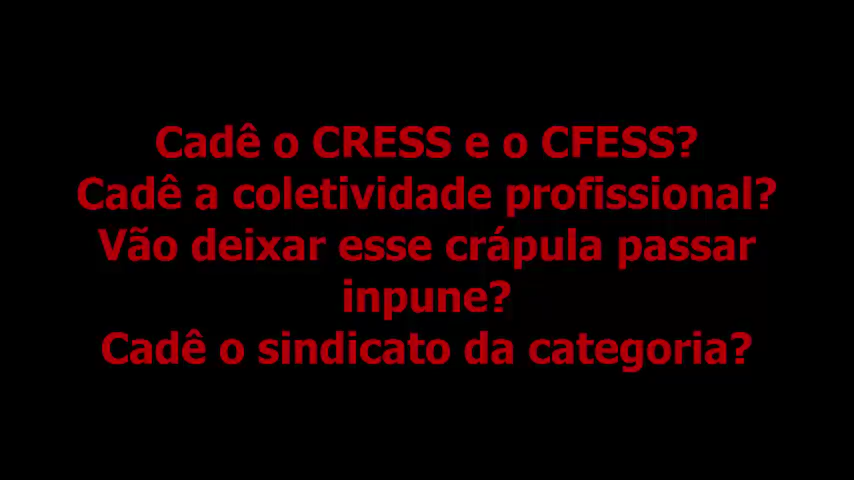 Cadê o CRESS e o CFESS?
Cadê a coletividade profissional?
Vão deixar esse crápula passar
inpune?
Cadê o sindicato da categoria?